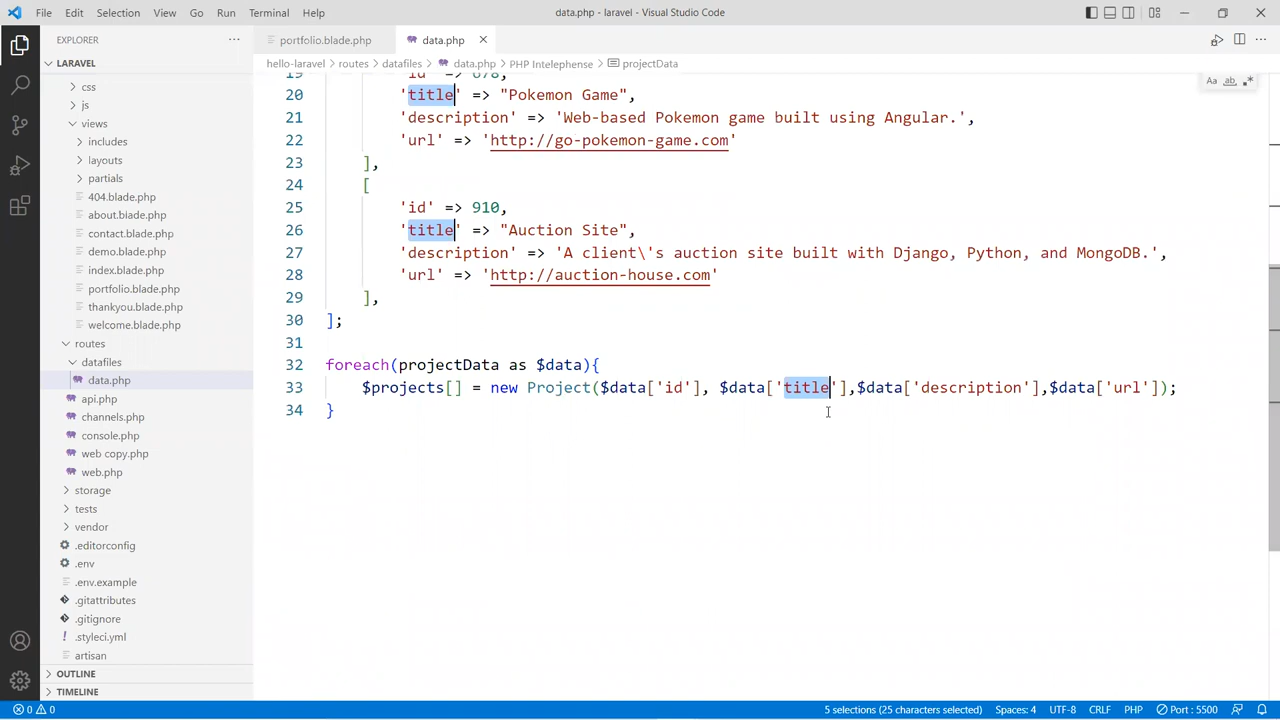 File Edit Selection View Go Run Terminal Help data.php - laravel - Visual Studio Code
EXPLORER
LARAVEL
css
js
views
includes
layouts
partials
404.blade.php
about.blade.php
contact.blade.php
demo.blade.php
index.blade.php
portfolio.blade.php
thankyou.blade.php
welcome.blade.php
routes
datafiles
data.php
api.php
channels.php
console.php
web copy.php
web.php
storage
tests
vendor
.editorconfig
.env
.env.example
.gitattributes
.gitignore
.styleci.yml
artisan
OUTLINE
TIMELINE
portfolio.blade.php data.php
hello-laravel > routes > datafiles > data.php > PHP Intelephense > projectData
19 'id' => 678,
20 'title' => "Pokemon Game",
21 'description' => 'Web-based Pokemon game built using Angular.',
22 'url' => 'http://go-pokemon-game.com'
23 ],
24 [
25 'id' => 910,
26 'title' => "Auction Site",
27 'description' => 'A client\'s auction site built with Django, Python, and MongoDB.',
28 'url' => 'http://auction-house.com'
29 ],
30 ];
31
32 foreach(projectData as $data){
33 $projects[] = new Project($data['id'], $data['title'],$data['description'],$data['url']);
34 }
Aa ab .*
0 0 5 selections (25 characters selected) Spaces: 4 UTF-8 CRLF PHP Port : 5500